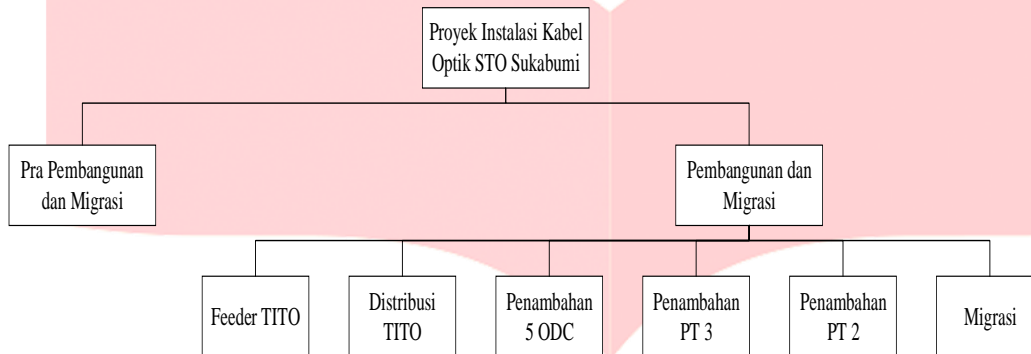 Proyek Instalasi Kabel
Optik STO Sukabumi
Pra Pembangunan
dan Migrasi
Pembangunan dan
Migrasi
Feeder TITO
Distribusi
TITO
Penambahan
5 ODC
Penambahan
PT 3
Penambahan
PT 2
Migrasi